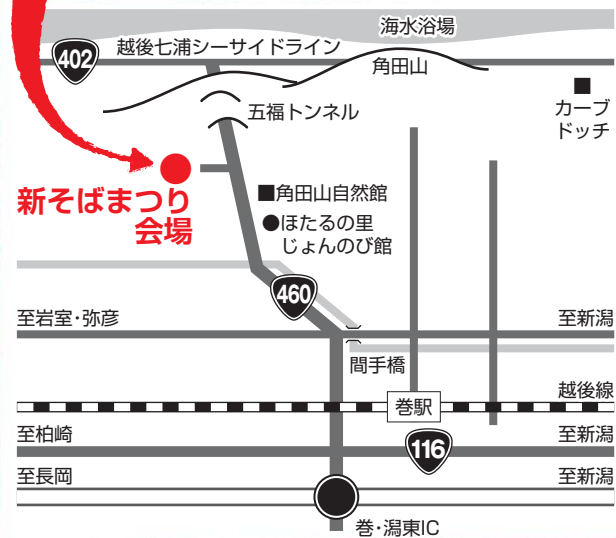 海水浴場
越後七浦シーサイドライン
402
角田山
カーブ
ドッチ
五福トンネル
■角田山自然館
新そばまつり
会場
●ほたるの里
じょんのび館
460
至岩室・弥彦
至新潟
間手橋
越後線
巻駅
至柏崎
116
至新潟
至長岡
至新潟
巻・潟東IC